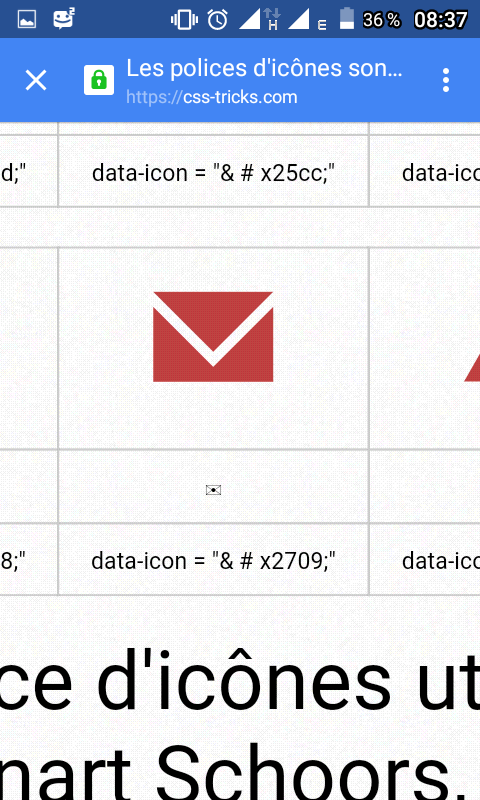 H E 36 % 08:37
Les polices d'icônes son...
https://css-tricks.com
d;" data-icon = "& # x25cc;" data-ico
✉
8;" data-icon = "& # x2709;" data-ico
ce d'icônes ut
nart Schoors.